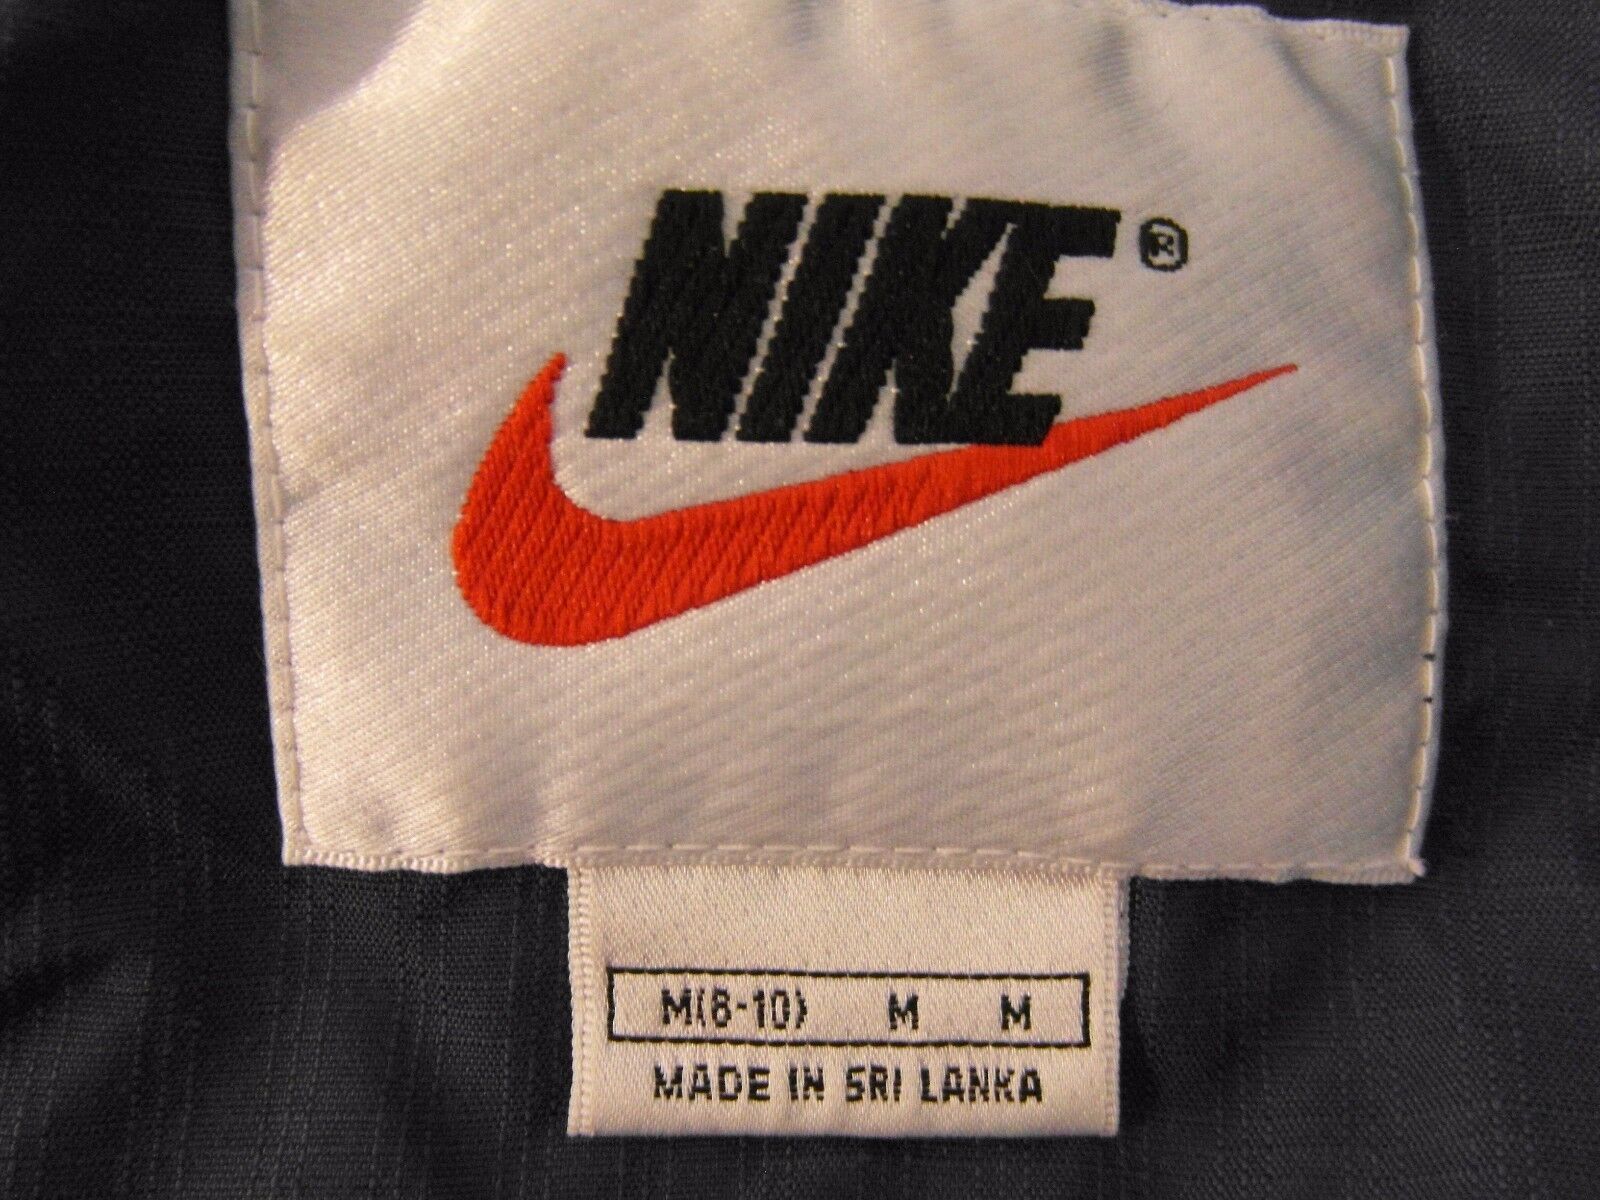 NIKE®
M(8-10) M M
MADE IN SRI LANKA